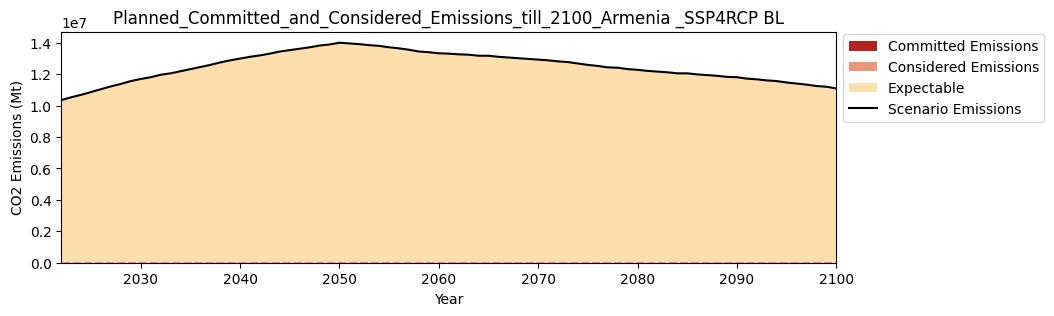 Planned_Committed_and_Considered_Emissions_till_2100_Armenia _SSP4RCP BL
1e7
1.4
1.2
1.0
0.8
0.6
0.4
0.2
0.0
CO2 Emissions (Mt)
2030 2040 2050 2060 2070 2080 2090 2100
Year
Committed Emissions
Considered Emissions
Expectable
Scenario Emissions